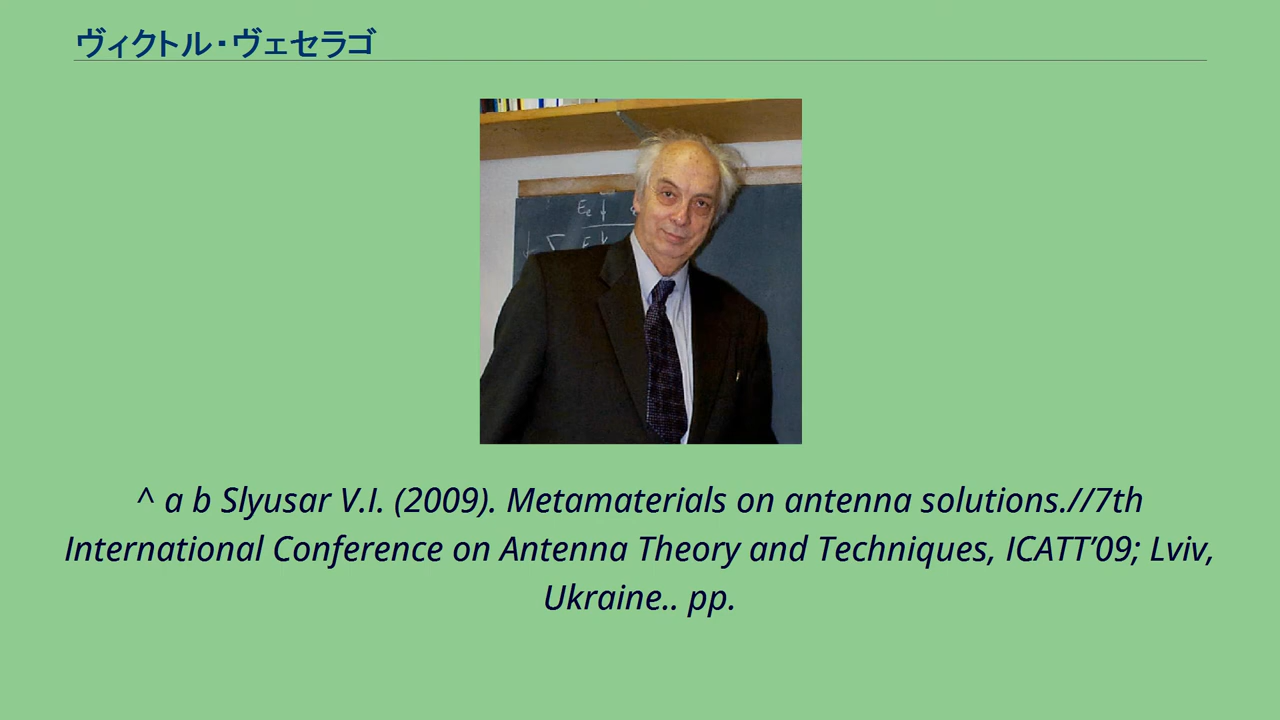 ヴィクトル・ヴェセラゴ
E
^ a b Slyusar V.I. (2009). Metamaterials on antenna solutions.//7th
International Conference on Antenna Theory and Techniques, ICATT’09; Lviv,
Ukraine.. pp.